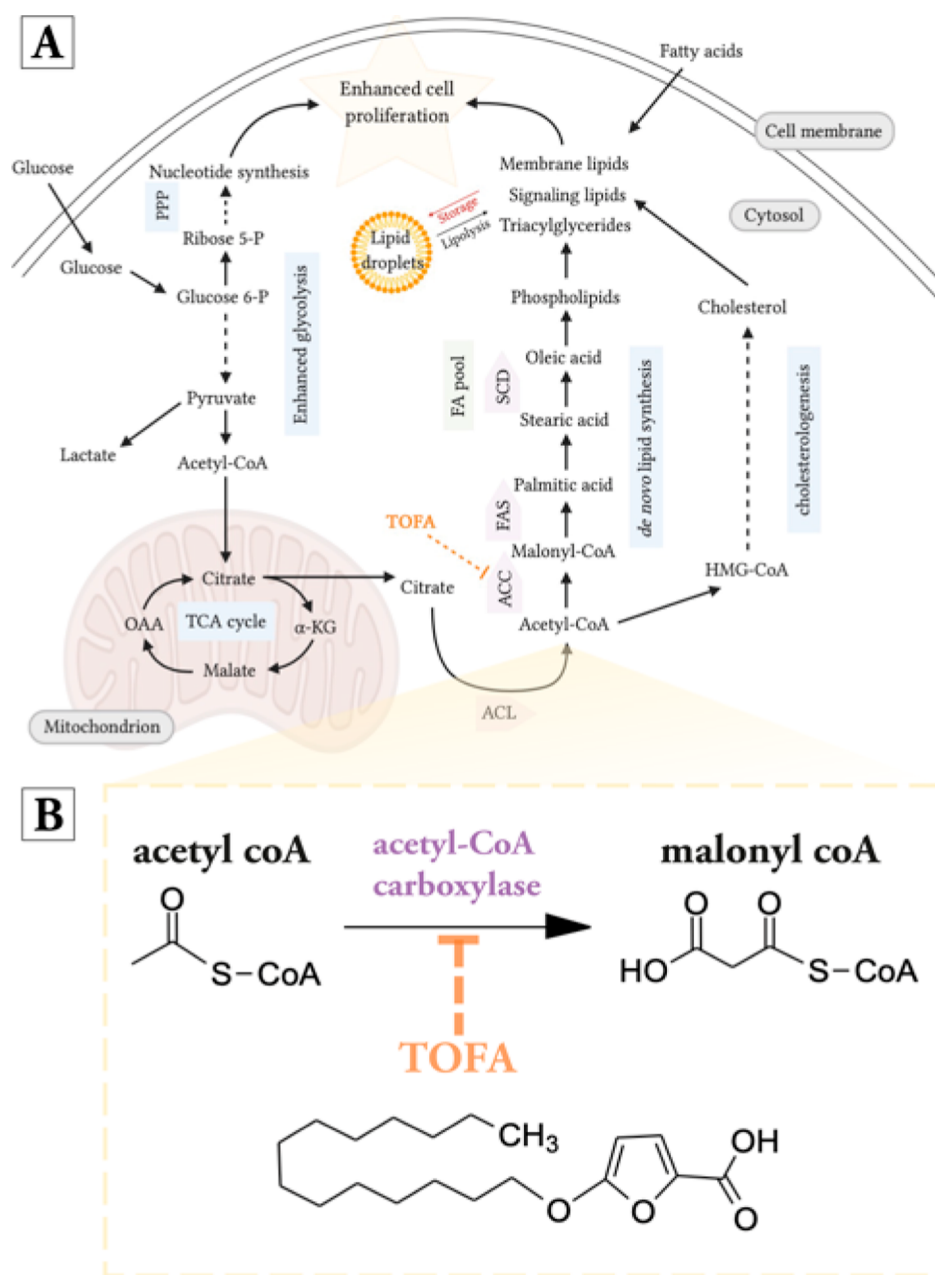 A
Fatty acids
Enhanced cell
proliferation
Cell membrane
Glucose
Nucleotide synthesis
Membrane lipids
PPP
Signaling lipids
Cytosol
Storage
Lipolysis
Triacylglycerides
Lipid
droplets
Ribose 5-P
Glucose
Glucose 6-P
Enhanced glycolysis
Phospholipids
Cholesterol
Oleic acid
FA pool
SCD
Pyruvate
Stearic acid
de novo lipid synthesis
cholesterologenesis
Lactate
Acetyl-CoA
Palmitic acid
FAS
TOFA
Malonyl-CoA
Citrate
Citrate
ACC
HMG-CoA
OAA
TCA cycle
α-KG
Acetyl-CoA
Malate
Mitochondrion
ACL
B
acetyl coA
acetyl-CoA
carboxylase
malonyl coA
O
S–CoA
O
O
HO
S–CoA
TOFA
CH3
O
O
OH
O